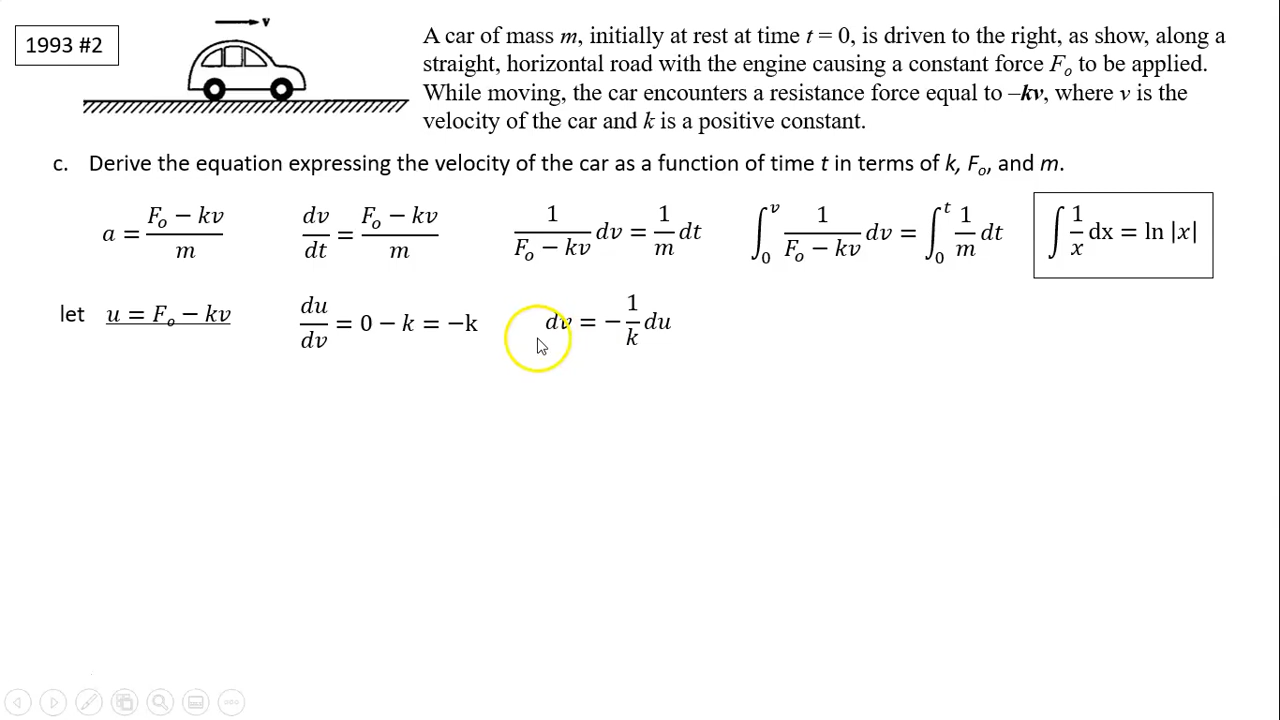 1993 #2
v
A car of mass m, initially at rest at time t = 0, is driven to the right, as show, along a
straight, horizontal road with the engine causing a constant force Fₒ to be applied.
While moving, the car encounters a resistance force equal to –kv, where v is the
velocity of the car and k is a positive constant.
c. Derive the equation expressing the velocity of the car as a function of time t in terms of k, Fₒ, and m.
a = (Fₒ − kv)/m    dv/dt = (Fₒ − kv)/m    1/(Fₒ − kv) dv = 1/m dt    ∫₀ᵛ 1/(Fₒ − kv) dv = ∫₀ᵗ 1/m dt    ∫ 1/x dx = ln |x|
let u = Fₒ − kv    du/dv = 0 − k = −k    dv = − 1/k du